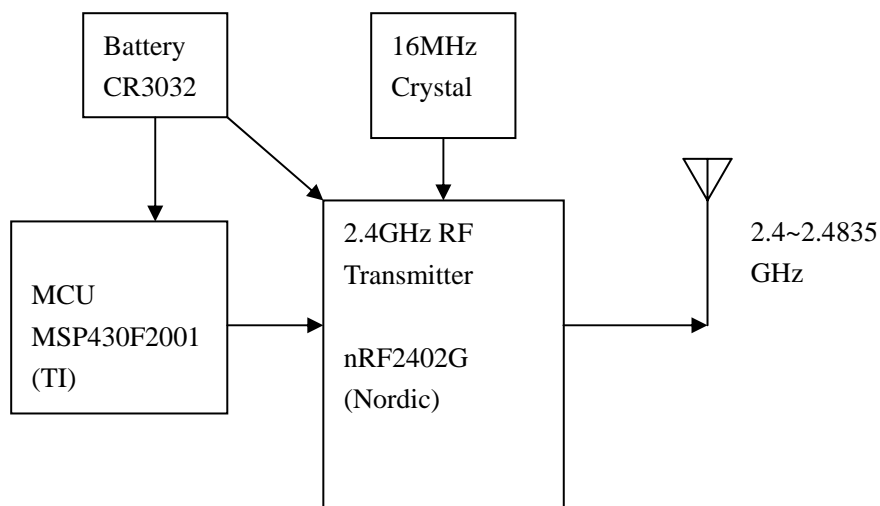 Battery
CR3032
16MHz
Crystal
2.4GHz RF
Transmitter
nRF2402G
(Nordic)
MCU
MSP430F2001
(TI)
2.4~2.4835
GHz